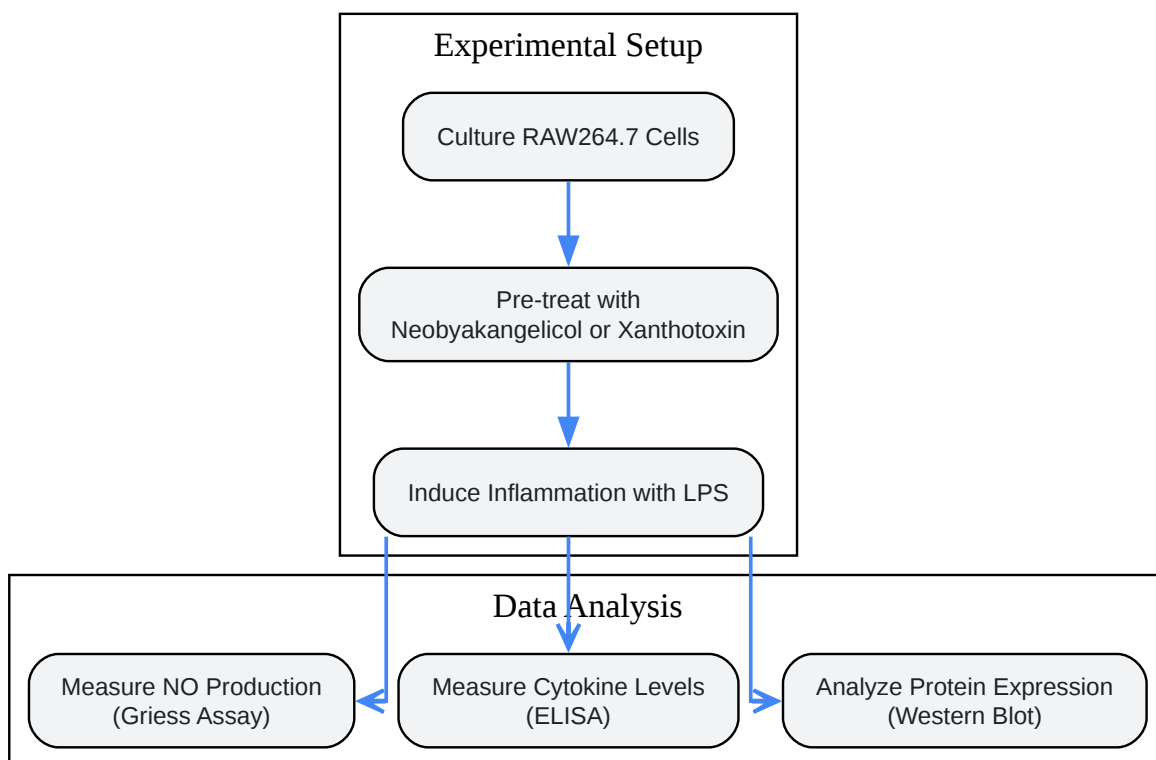 Experimental Setup
Culture RAW264.7 Cells
Pre-treat with
Neobyakangelicol or Xanthotoxin
Induce Inflammation with LPS
Data Analysis
Measure NO Production
(Griess Assay)
Measure Cytokine Levels
(ELISA)
Analyze Protein Expression
(Western Blot)